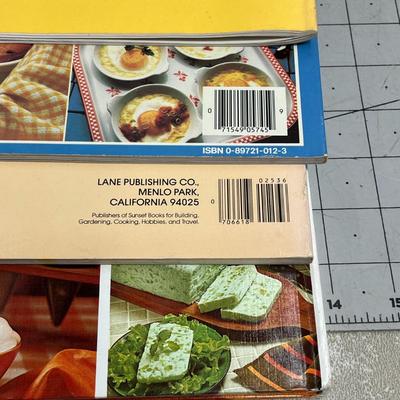 0
9
71549 05745
ISBN 0-89721-012-3
LANE PUBLISHING CO.,
MENLO PARK,
CALIFORNIA 94025
Publishers of Sunset Books for Building,
Gardening, Cooking, Hobbies, and Travel.
02536
0
706618
14
15